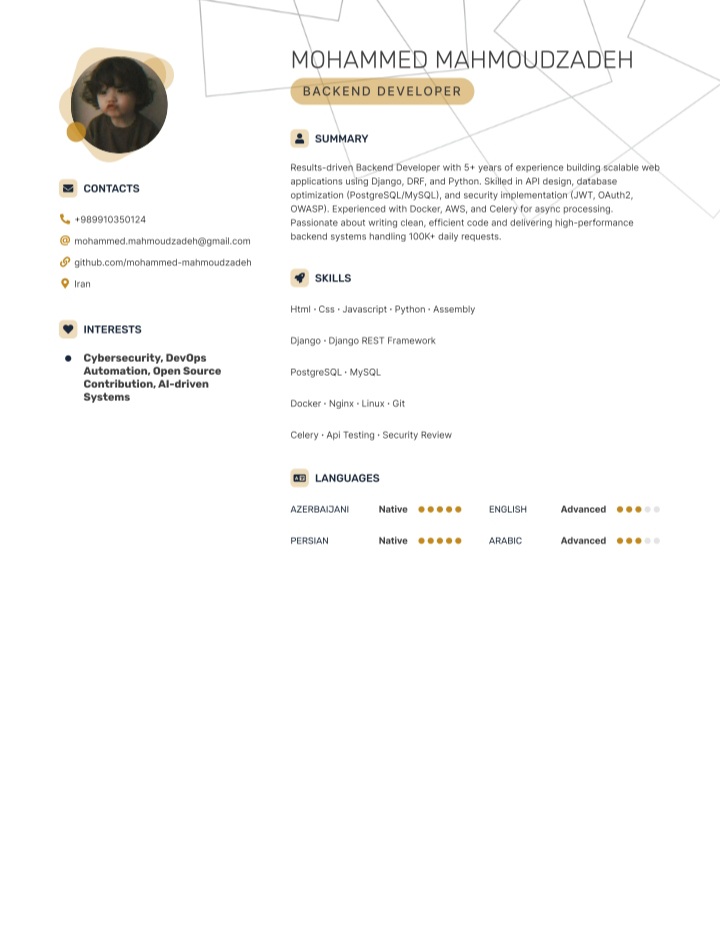 MOHAMMED MAHMOUDZADEH
BACKEND DEVELOPER
CONTACTS
+989910350124
mohammed.mahmoudzadeh@gmail.com
github.com/mohammed-mahmoudzadeh
Iran
INTERESTS
Cybersecurity, DevOps
Automation, Open Source
Contribution, AI-driven
Systems
SUMMARY
Results-driven Backend Developer with 5+ years of experience building scalable web
applications using Django, DRF, and Python. Skilled in API design, database
optimization (PostgreSQL/MySQL), and security implementation (JWT, OAuth2,
OWASP). Experienced with Docker, AWS, and Celery for async processing.
Passionate about writing clean, efficient code and delivering high-performance
backend systems handling 100K+ daily requests.
SKILLS
Html · Css · Javascript · Python · Assembly
Django · Django REST Framework
PostgreSQL · MySQL
Docker · Nginx · Linux · Git
Celery · Api Testing · Security Review
LANGUAGES
AZERBAIJANI Native ENGLISH Advanced
PERSIAN Native ARABIC Advanced